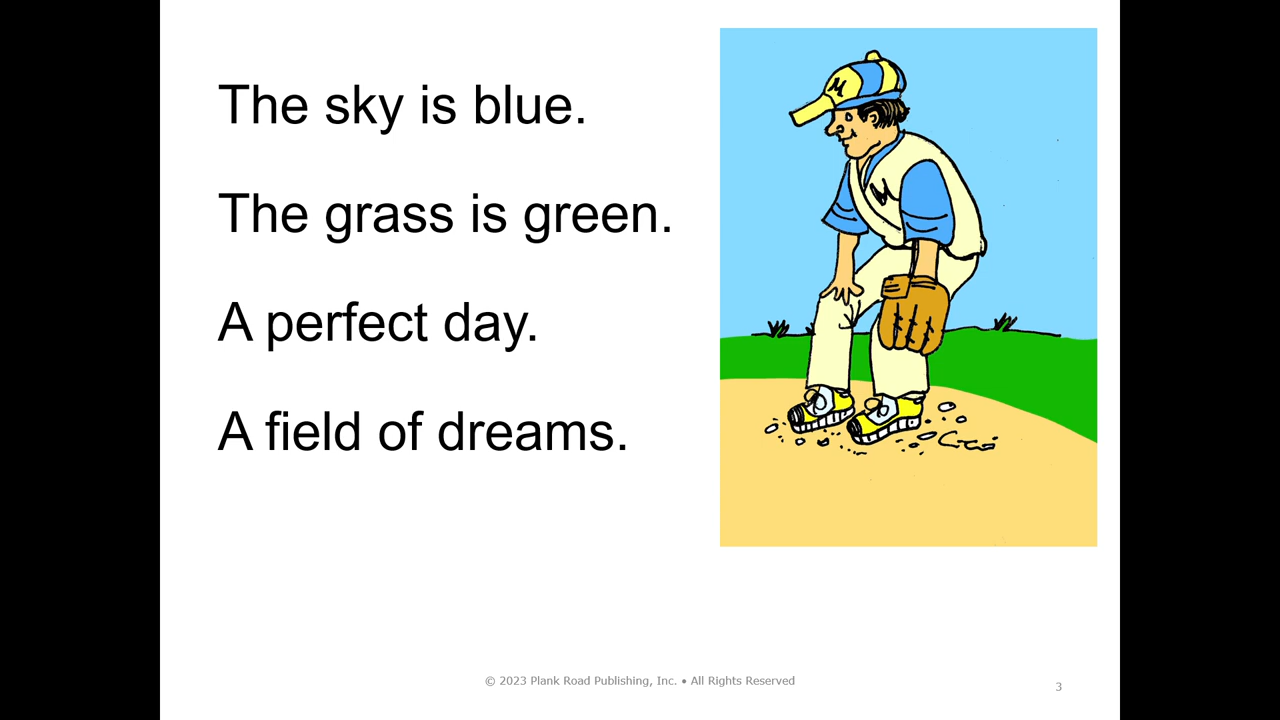 The sky is blue.
The grass is green.
A perfect day.
A field of dreams.
M
M
© 2023 Plank Road Publishing, Inc. • All Rights Reserved
3